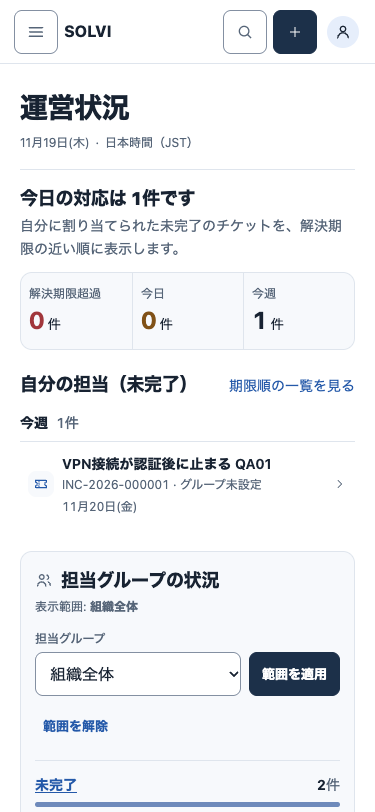 SOLVI
運営状況
11月19日(木) · 日本時間（JST）
今日の対応は 1件です
自分に割り当てられた未完了のチケットを、解決期
限の近い順に表示します。
解決期限超過
0 件
今日
0 件
今週
1 件
自分の担当（未完了）
期限順の一覧を見る
今週 1件
VPN接続が認証後に止まる QA01
INC-2026-000001 · グループ未設定
11月20日(金)
担当グループの状況
表示範囲: 組織全体
担当グループ
組織全体
範囲を適用
範囲を解除
未完了
2件